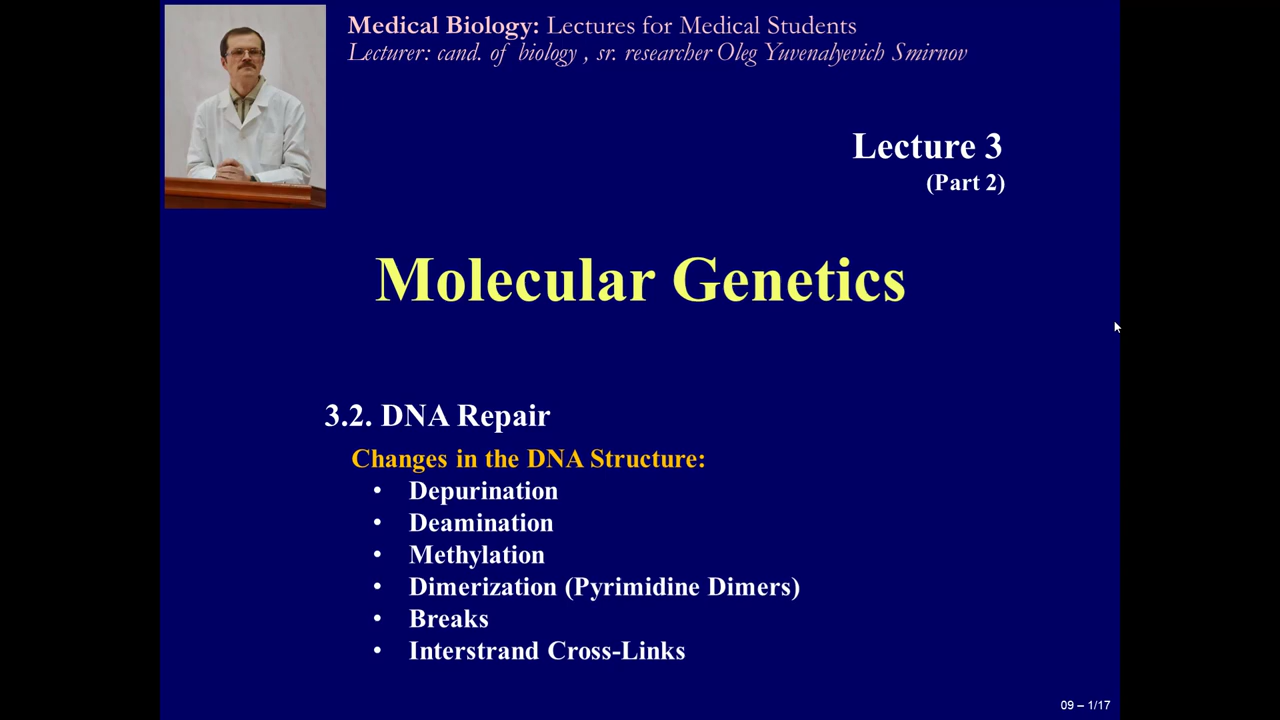 Medical Biology: Lectures for Medical Students
Lecturer: cand. of biology , sr. researcher Oleg Yuvenalyevich Smirnov
Lecture 3
(Part 2)
Molecular Genetics
3.2. DNA Repair
Changes in the DNA Structure:
• Depurination
• Deamination
• Methylation
• Dimerization (Pyrimidine Dimers)
• Breaks
• Interstrand Cross-Links
09 – 1/17